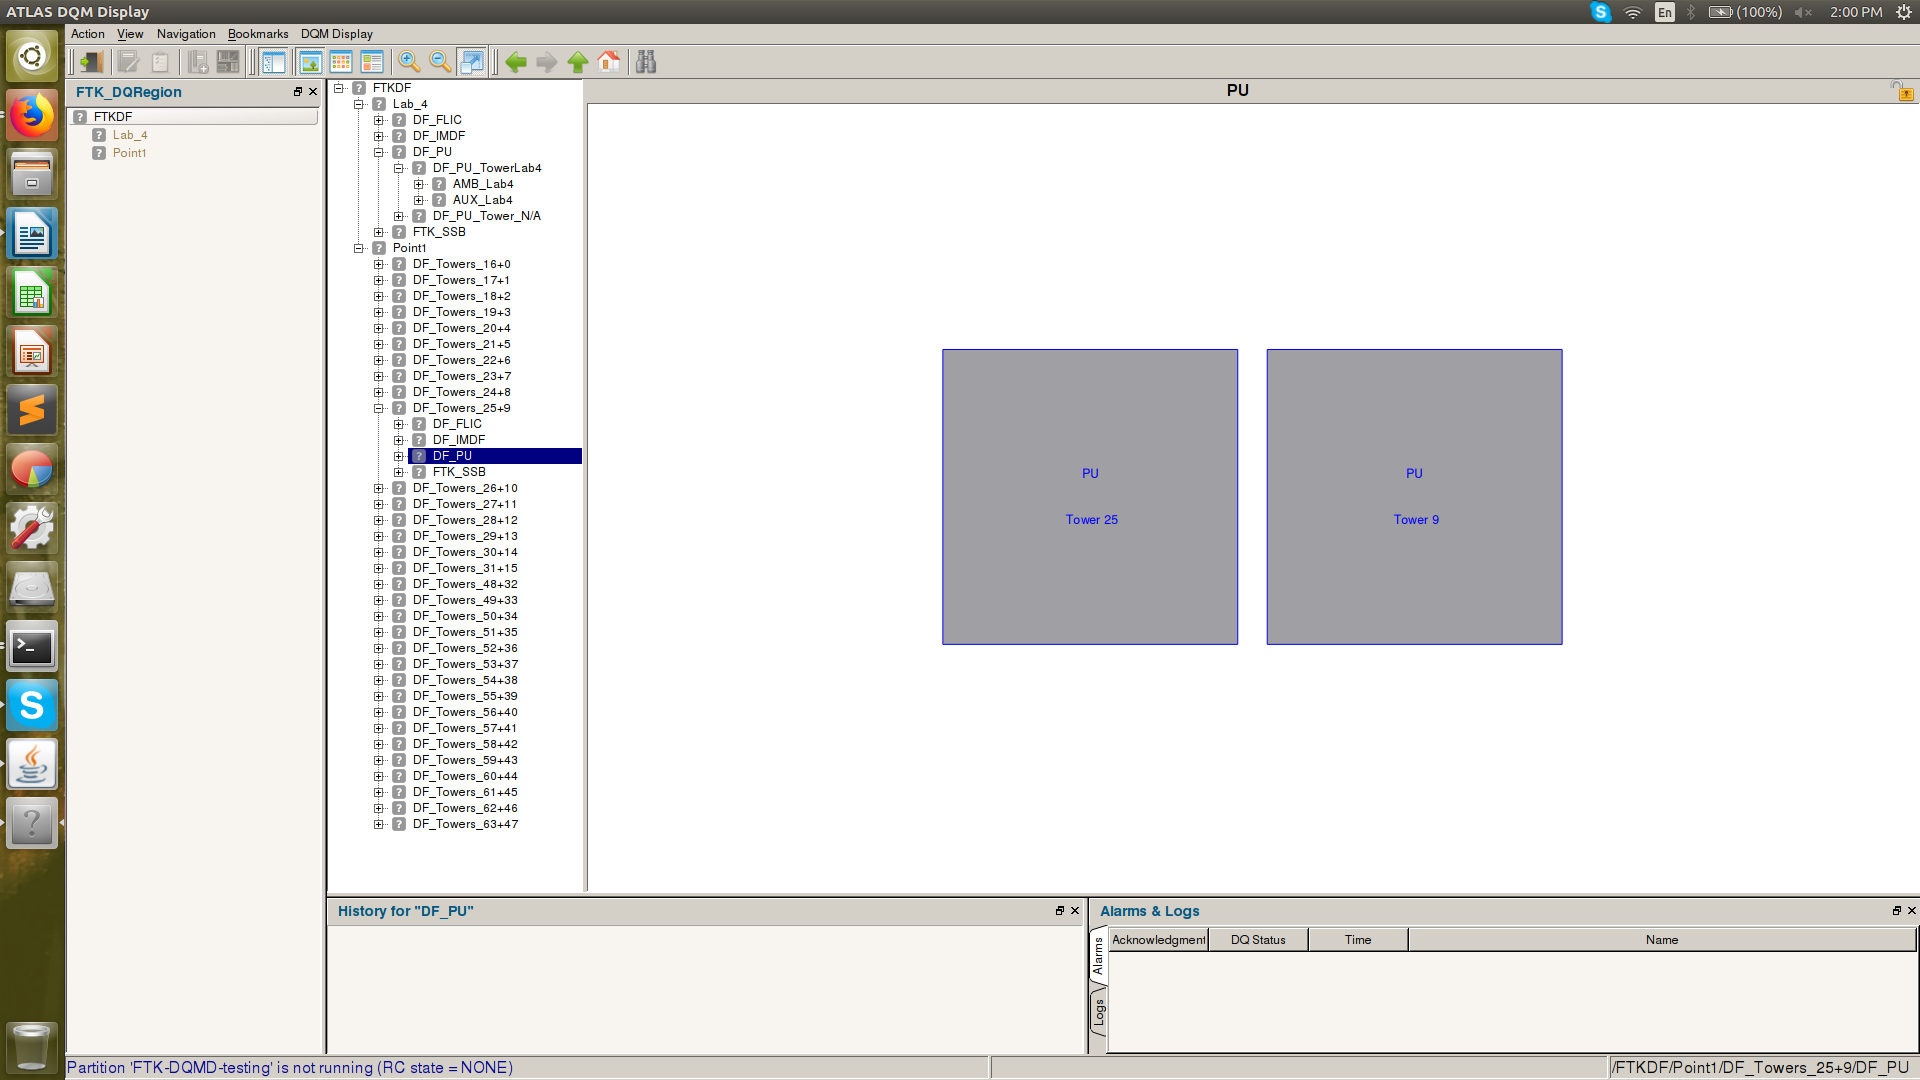 ATLAS DQM Display
En
(100%)
2:00 PM
Action View Navigation Bookmarks DQM Display
FTK_DQRegion
FTKDF
Lab_4
Point1
FTKDF
Lab_4
DF_FLIC
DF_IMDF
DF_PU
DF_PU_TowerLab4
AMB_Lab4
AUX_Lab4
DF_PU_Tower_N/A
FTK_SSB
Point1
DF_Towers_16+0
DF_Towers_17+1
DF_Towers_18+2
DF_Towers_19+3
DF_Towers_20+4
DF_Towers_21+5
DF_Towers_22+6
DF_Towers_23+7
DF_Towers_24+8
DF_Towers_25+9
DF_FLIC
DF_IMDF
DF_PU
FTK_SSB
DF_Towers_26+10
DF_Towers_27+11
DF_Towers_28+12
DF_Towers_29+13
DF_Towers_30+14
DF_Towers_31+15
DF_Towers_48+32
DF_Towers_49+33
DF_Towers_50+34
DF_Towers_51+35
DF_Towers_52+36
DF_Towers_53+37
DF_Towers_54+38
DF_Towers_55+39
DF_Towers_56+40
DF_Towers_57+41
DF_Towers_58+42
DF_Towers_59+43
DF_Towers_60+44
DF_Towers_61+45
DF_Towers_62+46
DF_Towers_63+47
PU
PU
Tower 25
PU
Tower 9
History for "DF_PU"
Alarms & Logs
Alarms
Logs
Acknowledgment DQ Status Time Name
Partition 'FTK-DQMD-testing' is not running (RC state = NONE)
/FTKDF/Point1/DF_Towers_25+9/DF_PU